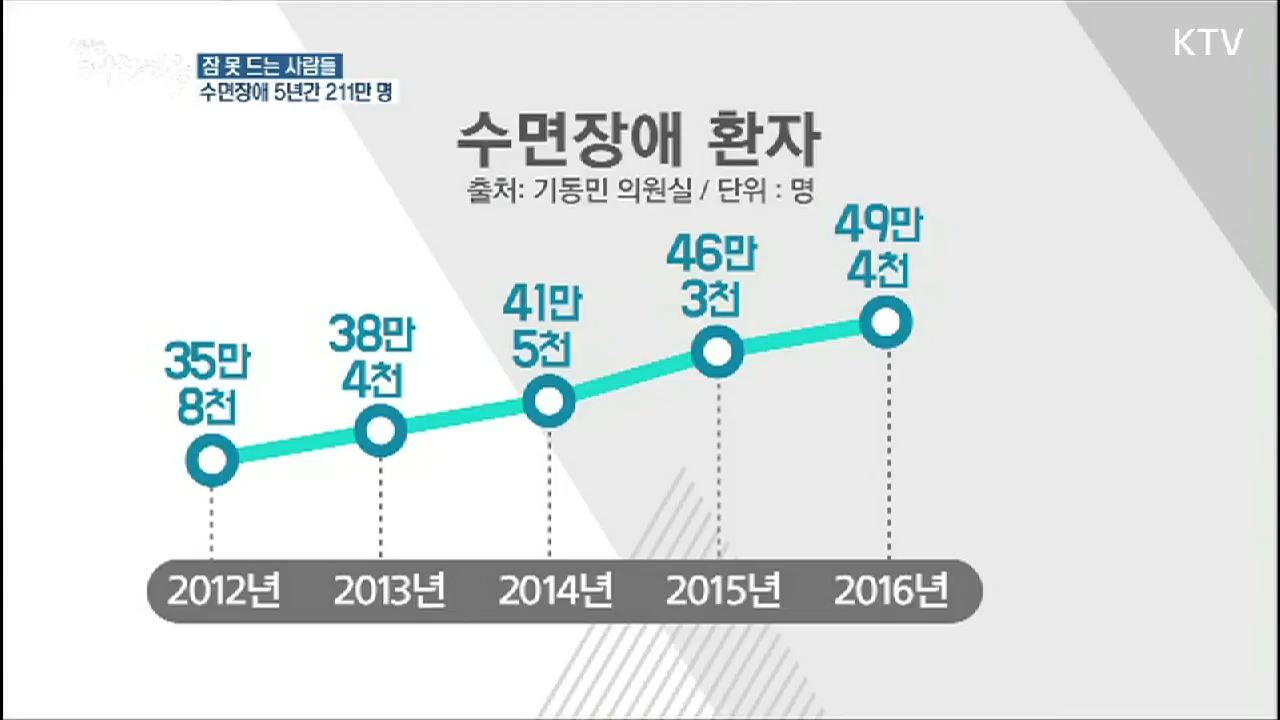 KTV
잠 못 드는 사람들
수면장애 5년간 211만 명
수면장애 환자
출처: 기동민 의원실 / 단위 : 명
35만
8천
38만
4천
41만
5천
46만
3천
49만
4천
2012년 2013년 2014년 2015년 2016년